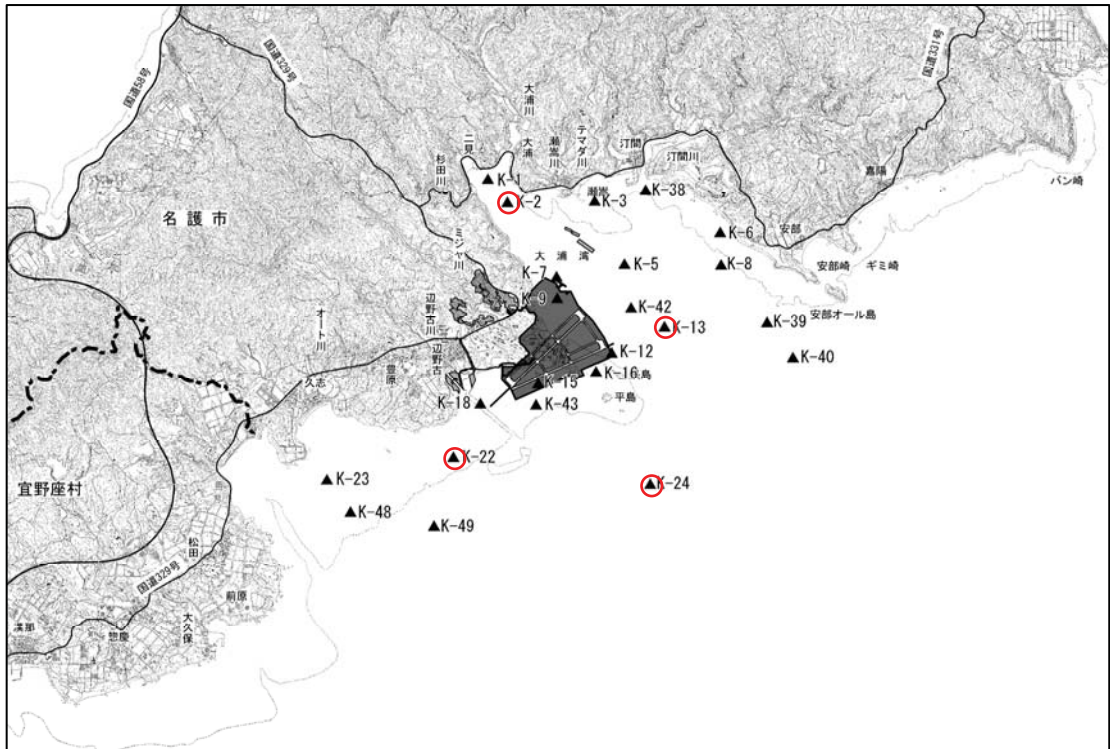 国道58号
国道329号
国道331号
大浦川
二見
大浦
瀬嵩川
テマダ川
汀間
汀間川
杉田川
嘉陽
バン崎
K-1
K-2
瀬嵩
K-3
K-38
名護市
ミジャ川
大浦湾
K-6
安部
K-7
K-5
K-8
安部崎
ギミ崎
K-9
K-42
安部オール島
オート川
辺野古川
K-13
K-39
辺野古
豊原
K-12
K-40
久志
K-15
K-16
島
平島
K-18
K-43
K-22
K-23
K-24
宜野座村
K-48
K-49
松田
国道329号
前原
漢那
惣慶
大久保